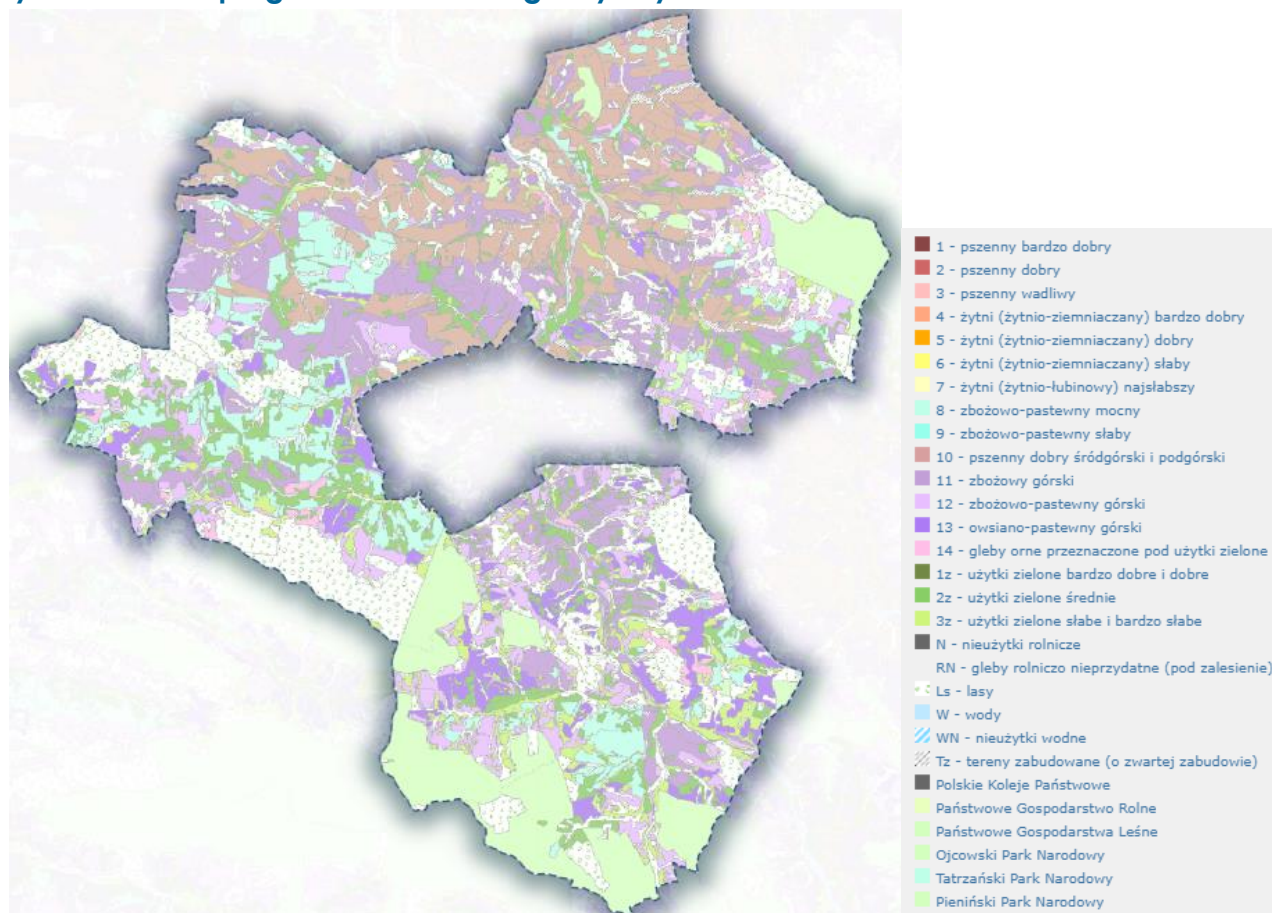 1 - pszenny bardzo dobry
2 - pszenny dobry
3 - pszenny wadliwy
4 - żytni (żytnio-ziemniaczany) bardzo dobry
5 - żytni (żytnio-ziemniaczany) dobry
6 - żytni (żytnio-ziemniaczany) słaby
7 - żytni (żytnio-łubinowy) najsłabszy
8 - zbożowo-pastewny mocny
9 - zbożowo-pastewny słaby
10 - pszenny dobry śródgórski i podgórski
11 - zbożowy górski
12 - zbożowo-pastewny górski
13 - owsiano-pastewny górski
14 - gleby orne przeznaczone pod użytki zielone
1z - użytki zielone bardzo dobre i dobre
2z - użytki zielone średnie
3z - użytki zielone słabe i bardzo słabe
N - nieużytki rolnicze
RN - gleby rolniczo nieprzydatne (pod zalesienie)
Ls - lasy
W - wody
WN - nieużytki wodne
Tz - tereny zabudowane (o zwartej zabudowie)
Polskie Koleje Państwowe
Państwowe Gospodarstwo Rolne
Państwowe Gospodarstwa Leśne
Ojcowski Park Narodowy
Tatrzański Park Narodowy
Pieniński Park Narodowy